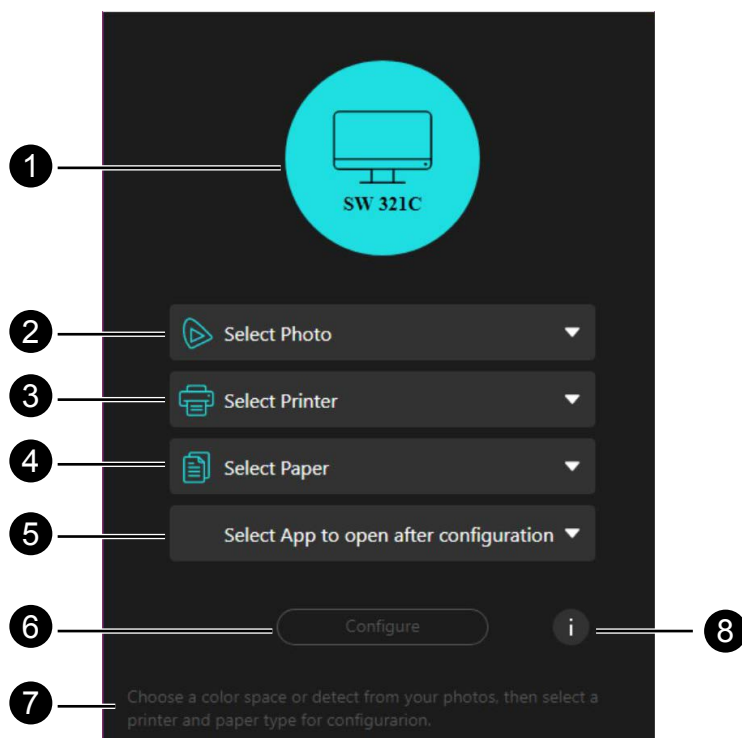 1
SW 321C
2
Select Photo
3
Select Printer
4
Select Paper
5
Select App to open after configuration
6
Configure
i
8
7
Choose a color space or detect from your photos, then select a
printer and paper type for configurarion.